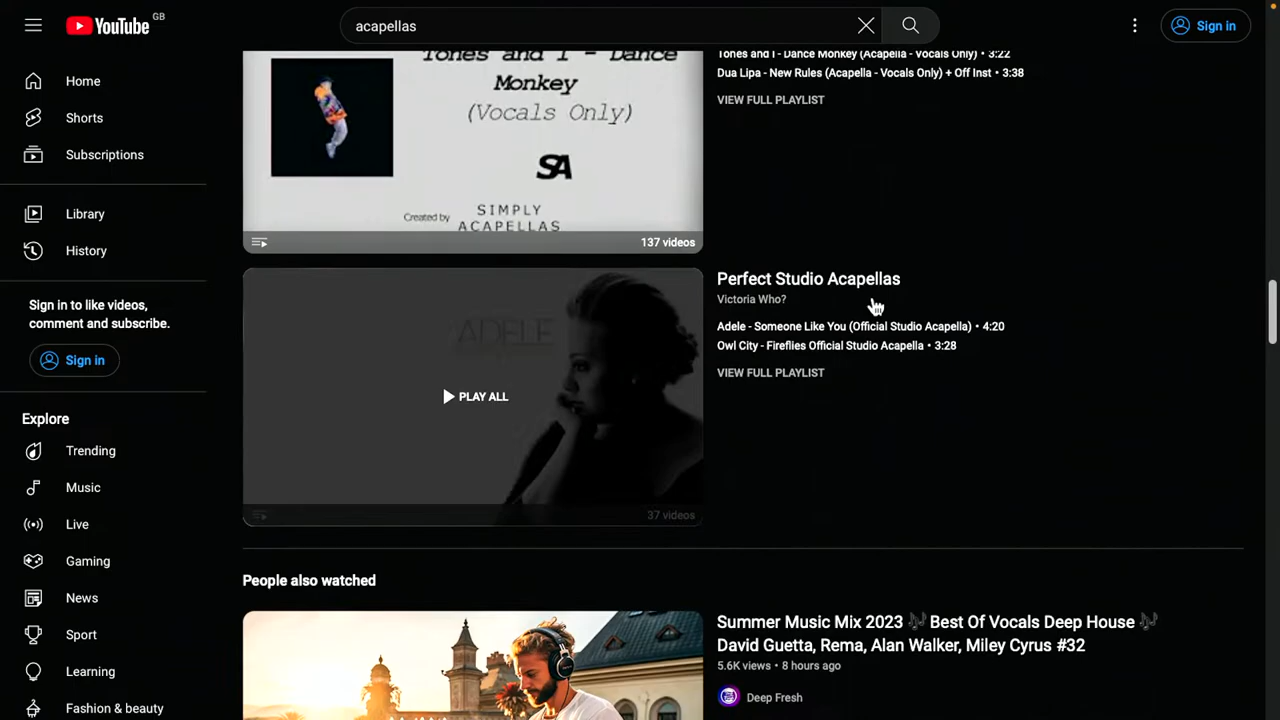 YouTube GB
acapellas
Sign in
Home
Shorts
Subscriptions
Library
History
Sign in to like videos,
comment and subscribe.
Sign in
Explore
Trending
Music
Live
Gaming
News
Sport
Learning
Fashion & beauty
Tones and I - Dance
Monkey
(Vocals Only)
SA
Created by SIMPLY
ACAPELLAS
137 videos
Tones and I - Dance Monkey (Acapella - Vocals Only) • 3:22
Dua Lipa - New Rules (Acapella - Vocals Only) + Off Inst • 3:38
VIEW FULL PLAYLIST
ADELE
PLAY ALL
37 videos
Perfect Studio Acapellas
Victoria Who?
Adele - Someone Like You (Official Studio Acapella) • 4:20
Owl City - Fireflies Official Studio Acapella • 3:28
VIEW FULL PLAYLIST
People also watched
Summer Music Mix 2023 🎶 Best Of Vocals Deep House 🎶
David Guetta, Rema, Alan Walker, Miley Cyrus #32
5.6K views • 8 hours ago
Deep Fresh